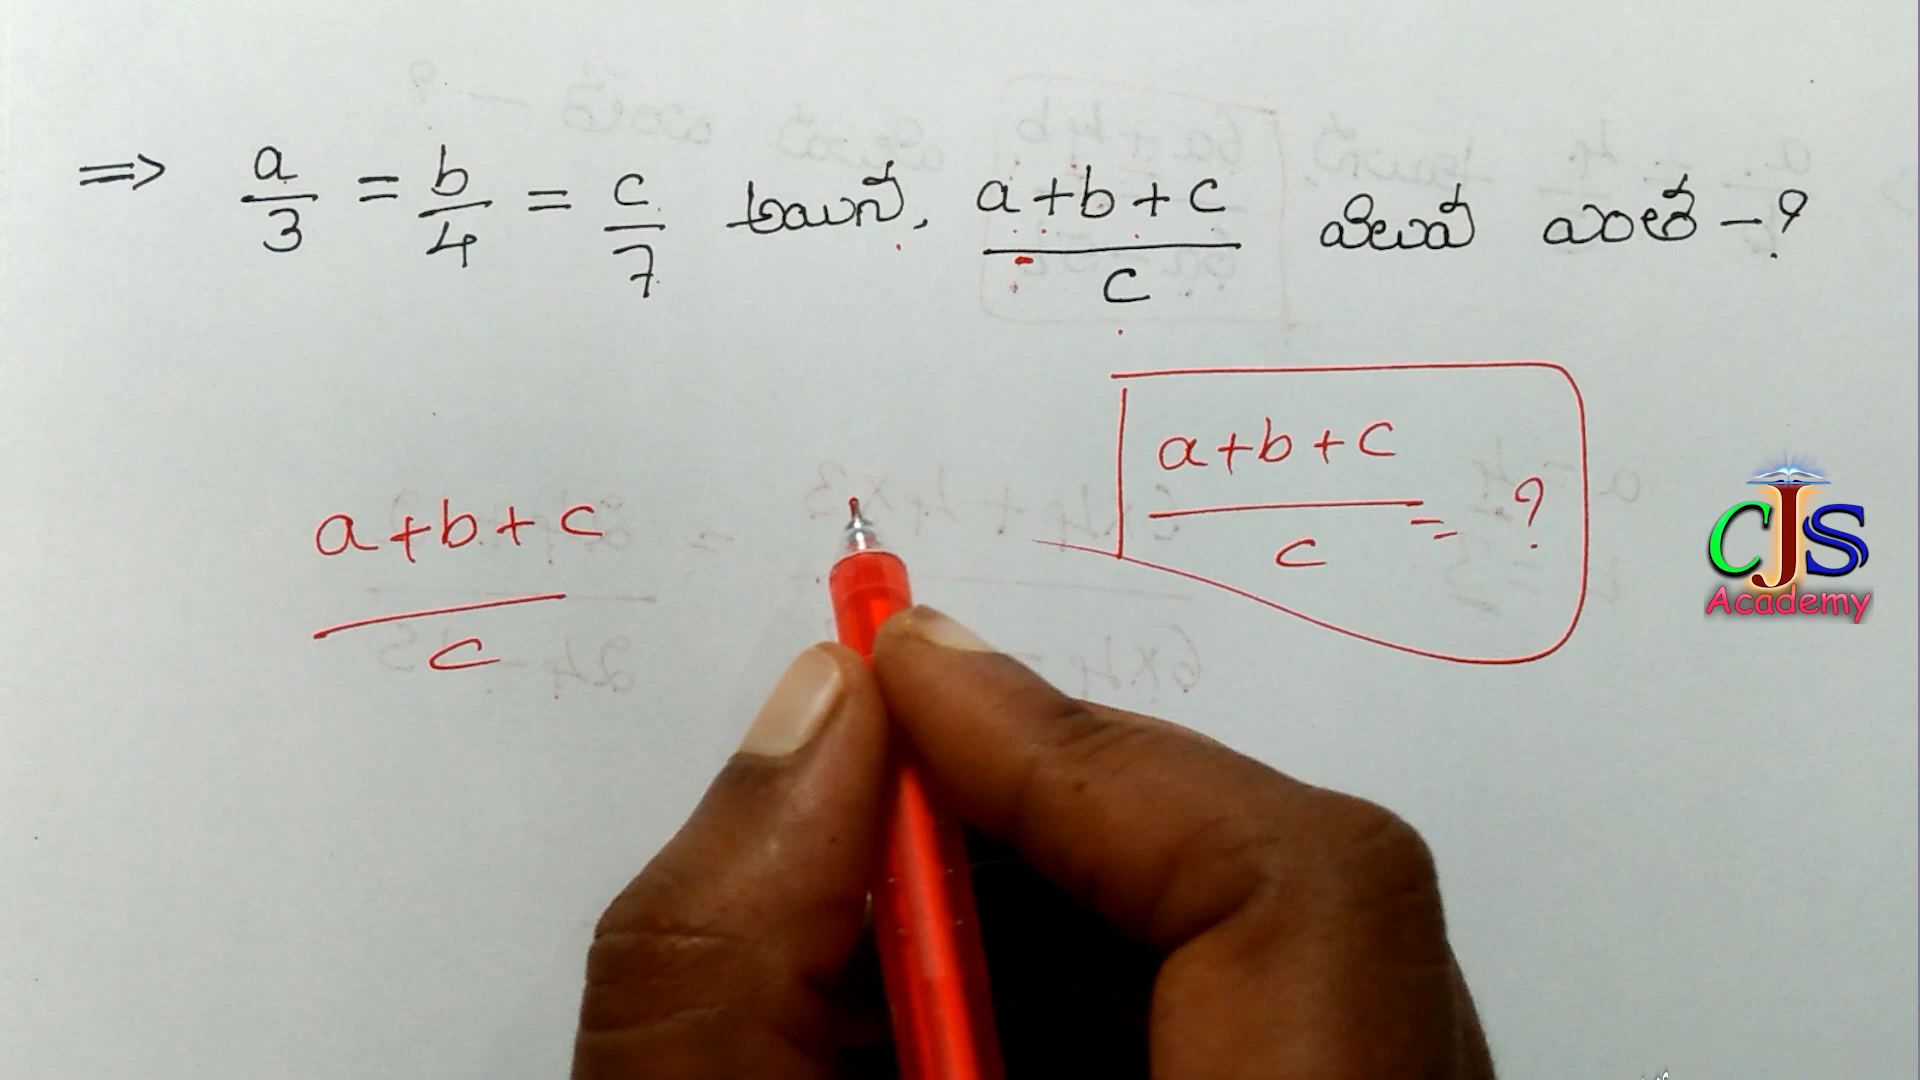 ⇒ a/3 = b/4 = c/7 అయిన, (a+b+c)/c విలువ ఎంత - ?
(a+b+c)/c = ?
(a+b+c)/c
CJS
Academy